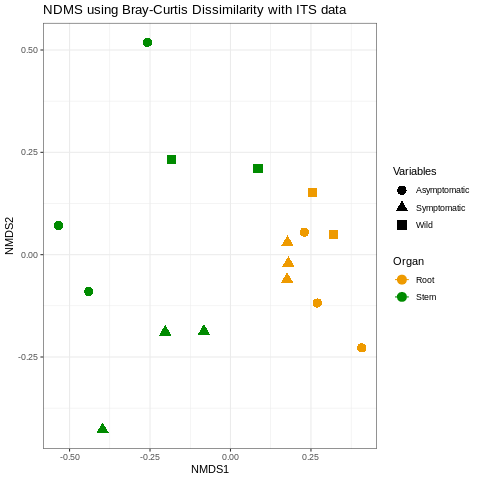 NDMS using Bray-Curtis Dissimilarity with ITS data
0.50
0.25
0.00
-0.25
NMDS2
-0.50
-0.25
0.00
0.25
NMDS1
Variables
Asymptomatic
Symptomatic
Wild
Organ
Root
Stem